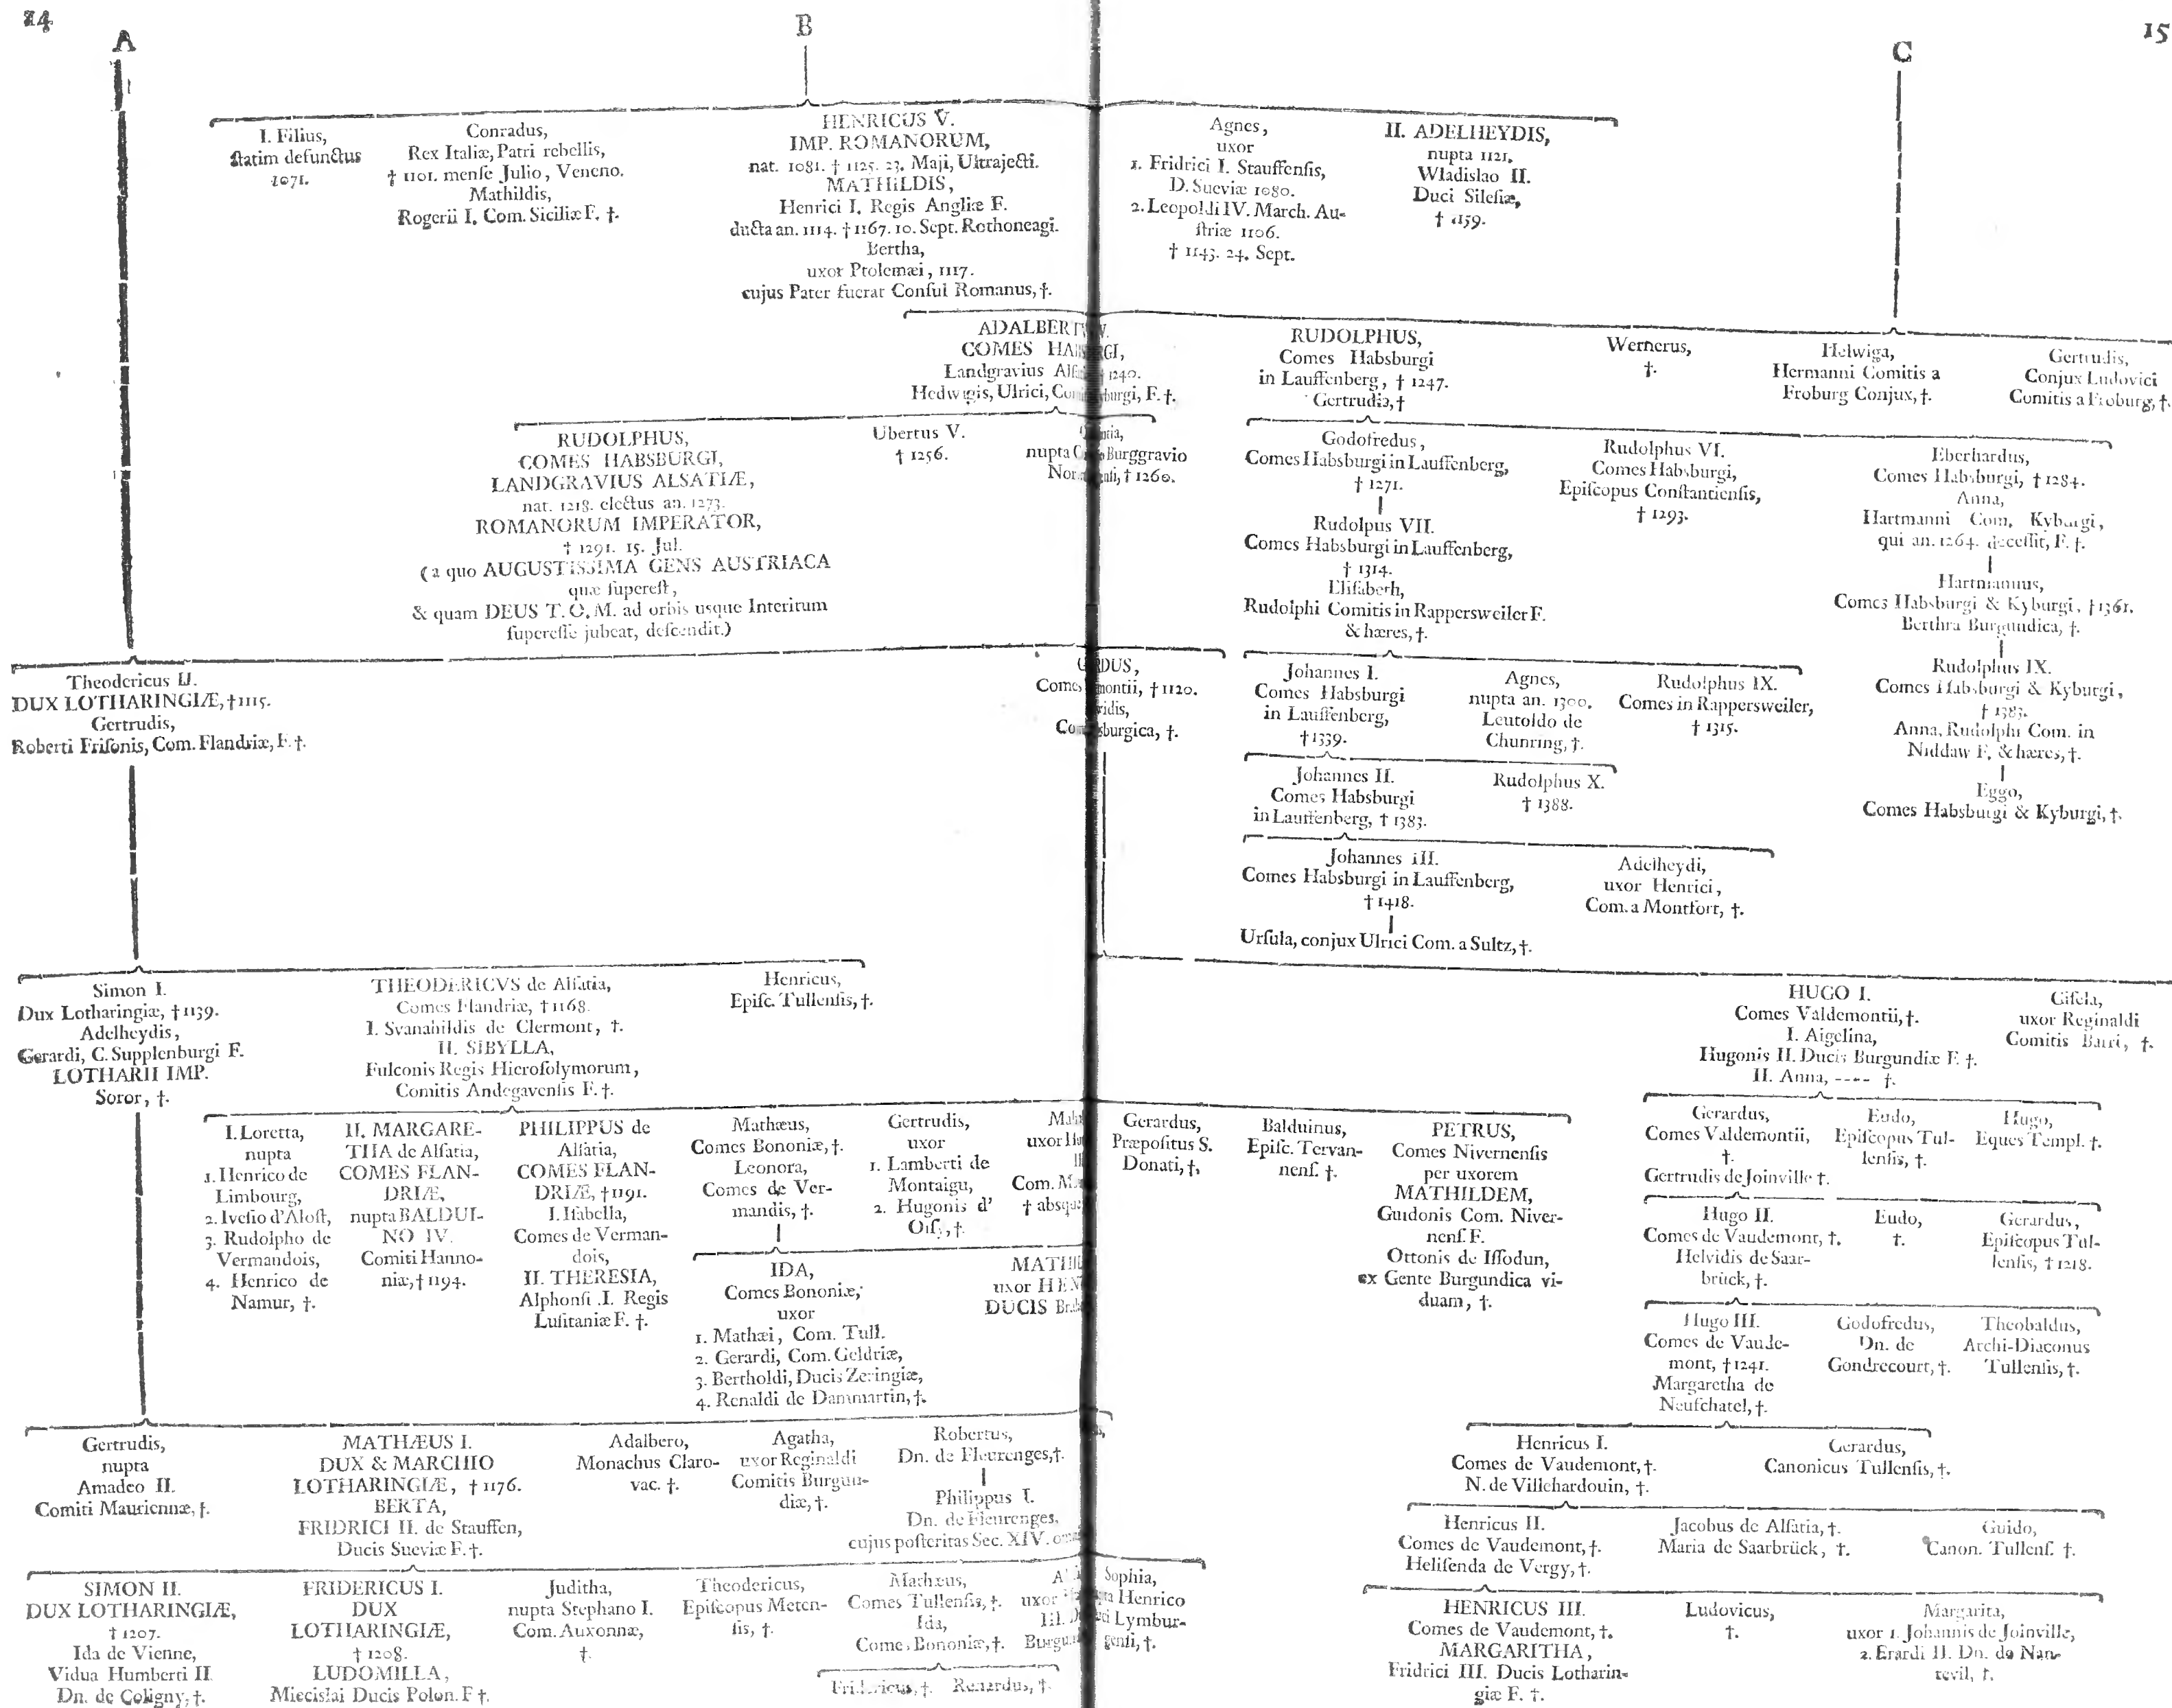 14
15
A
B
C
I. Filius,
ſtatim defunctus
1071.
Conradus,
Rex Italiæ, Patri rebellis,
† 1101. menſe Julio, Veneno.
Mathildis,
Rogerii I. Com. Siciliæ F. †.
HENRICUS V.
IMP. ROMANORUM,
nat. 1081. † 1125. 23. Maji, Ultrajecti.
MATHILDIS,
Henrici I. Regis Angliæ F.
ducta an. 1114. † 1167. 10. Sept. Rothoneagi.
Bertha,
uxor Ptolemæi, 1117.
cujus Pater fuerat Conſul Romanus, †.
Agnes,
uxor
1. Fridrici I. Stauffenſis,
D. Sueviæ 1080.
2. Leopoldi IV. March. Au-
ſtriæ 1106.
† 1143. 24. Sept.
II. ADELHEYDIS,
nupta 1121.
Wladislao II.
Duci Sileſiæ,
† 1159.
COMES
Landgravius † 1240.
Hedwigis, Ulrici, F. †.
RUDOLPHUS,
Comes Habsburgi
in Lauffenberg, † 1247.
Gertrudis, †
Wernerus,
†.
Helwiga,
Hermanni Comitis a
Froburg Conjux, †.
Gertrudis,
Conjux Ludovici
Comitis a Froburg, †.
RUDOLPHUS,
COMES HABSBURGI,
LANDGRAVIUS ALSATIÆ,
nat. 1218. electus an. 1273.
ROMANORUM IMPERATOR,
† 1291. 15. Jul.
(a quo AUGUSTISSIMA GENS AUSTRIACA
quæ ſupereſt,
& quam DEUS T. O. M. ad orbis usque Interitum
ſupereſſe jubeat, deſcendit.)
Ubertus V.
† 1256.
nupta Burggravio
† 1260.
Godofredus,
Comes Habsburgi in Lauffenberg,
† 1271.
Rudolpus VII.
Comes Habsburgi in Lauffenberg,
† 1314.
Eliſabeth,
Rudolphi Comitis in Rappersweiler F.
& hæres, †.
Rudolphus VI.
Comes Habsburgi,
Epiſcopus Conſtantienſis,
† 1293.
Eberhardus,
Comes Habsburgi, † 1284.
Anna,
Hartmanni Com. Kyburgi,
qui an. 1264. deceſſit, F. †.
Hartmannus,
Comes Habsburgi & Kyburgi, † 1361.
Berthra Burgundica, †.
Rudolphus IX.
Comes Habsburgi & Kyburgi,
† 1383.
Anna, Rudolphi Com. in
Niddaw F. & hæres, †.
Eggo,
Comes Habsburgi & Kyburgi, †.
Theodericus II.
DUX LOTHARINGIÆ, † 1115.
Gertrudis,
Roberti Friſonis, Com. Flandriæ, F. †.
† 1120.
Johannes I.
Comes Habsburgi
in Lauffenberg,
† 1339.
Agnes,
nupta an. 1300.
Leutoldo de
Chunring, †.
Rudolphus IX.
Comes in Rappersweiler,
† 1315.
Johannes II.
Comes Habsburgi
in Lauffenberg, † 1383.
Rudolphus X.
† 1388.
Johannes III.
Comes Habsburgi in Lauffenberg,
† 1418.
Urſula, conjux Ulrici Com. a Sultz, †.
Adelheydi,
uxor Henrici,
Com. a Montfort, †.
Simon I.
Dux Lotharingiæ, † 1139.
Adelheydis,
Gerardi, C. Supplenburgi F.
LOTHARII IMP.
Soror, †.
THEODERICVS de Alſatia,
Comes Flandriæ, † 1168.
I. Svanahildis de Clermont, †.
II. SIBYLLA,
Fulconis Regis Hieroſolymorum,
Comitis Andegavenſis F. †.
Henricus,
Epiſc. Tullenſis, †.
HUGO I.
Comes Valdemontii, †.
I. Aigelina,
Hugonis II. Ducis Burgundiæ F. †.
II. Anna, ---- †.
Giſela,
uxor Reginaldi
Comitis Barri, †.
I. Loretta,
nupta
1. Henrico de
Limbourg,
2. Iveſio d'Aloſt,
3. Rudolpho de
Vermandois,
4. Henrico de
Namur, †.
II. MARGARE-
THA de Alſatia,
COMES FLAN-
DRIÆ,
nupta BALDUI-
NO IV.
Comiti Hanno-
niæ, † 1194.
PHILIPPUS de
Alſatia,
COMES FLAN-
DRIÆ, † 1191.
I. Iſabella,
Comes de Verman-
dois,
II. THERESIA,
Alphonſi I. Regis
Luſitaniæ F. †.
Mathæus,
Comes Bononiæ, †.
Leonora,
Comes de Ver-
mandis, †.
Gertrudis,
uxor
1. Lamberti de
Montaigu,
2. Hugonis d'
Oiſy, †.
uxor
Com.
†
Gerardus,
Præpoſitus S.
Donati, †,
Balduinus,
Epiſc. Tervan-
nenſ. †.
PETRUS,
Comes Nivernenſis
per uxorem
MATHILDEM,
Guidonis Com. Niver-
nenſ. F.
Ottonis de Iſſodun,
ex Gente Burgundica vi-
duam, †.
Gerardus,
Comes Valdemontii,
†.
Gertrudis de Joinville †.
Eudo,
Epiſcopus Tul-
lenſis, †.
Hugo,
Eques Templ. †.
IDA,
Comes Bononiæ,
uxor
1. Mathæi, Com. Tull.
2. Gerardi, Com. Geldriæ,
3. Bertholdi, Ducis Zeringiæ,
4. Renaldi de Dammartin, †.
uxor
DUCIS
Hugo II.
Comes de Vaudemont, †.
Helvidis de Saar-
brück, †.
Eudo,
†.
Gerardus,
Epiſcopus Tul-
lenſis, † 1218.
Hugo III.
Comes de Vaude-
mont, † 1241.
Margaretha de
Neufchatel, †.
Godofredus,
Dn. de
Gondrecourt, †.
Theobaldus,
Archi-Diaconus
Tullenſis, †.
Gertrudis,
nupta
Amadeo II.
Comiti Mauriennæ, †.
MATHÆUS I.
DUX & MARCHIO
LOTHARINGIÆ, † 1176.
BERTA,
FRIDRICI II. de Stauffen,
Ducis Sueviæ F. †.
Adalbero,
Monachus Claro-
vac. †.
Agatha,
uxor Reginaldi
Comitis Burgun-
diæ, †.
Robertus,
Dn. de Fleurenges, †.
Philippus I.
Dn. de Fleurenges,
cujus poſteritas Sec. XIV.
Henricus I.
Comes de Vaudemont, †.
N. de Villehardouin, †.
Gerardus,
Canonicus Tullenſis, †.
Henricus II.
Comes de Vaudemont, †.
Heliſenda de Vergy, †.
Jacobus de Alſatia, †.
Maria de Saarbrück, †.
Guido,
Canon. Tullenſ. †.
SIMON II.
DUX LOTHARINGIÆ,
† 1207.
Ida de Vienne,
Vidua Humberti II.
Dn. de Coligny, †.
FRIDERICUS I.
DUX
LOTHARINGIÆ,
† 1208.
LUDOMILLA,
Miecislai Ducis Polon. F †.
Juditha,
nupta Stephano I.
Com. Auxonnæ,
†.
Theodericus,
Epiſcopus Meten-
ſis, †.
Mathæus,
Comes Tullenſis, †.
Ida,
Comes Bononiæ, †.
Fridericus, †. Renardus, †.
uxor
III.
Sophia,
Henrico
Lymbur-
genſi, †.
HENRICUS III.
Comes de Vaudemont, †.
MARGARITHA,
Fridrici III. Ducis Lotharin-
giæ F. †.
Ludovicus,
†.
Margarita,
uxor 1. Johannis de Joinville,
2. Erardi II. Dn. de Nan-
tevil, †.